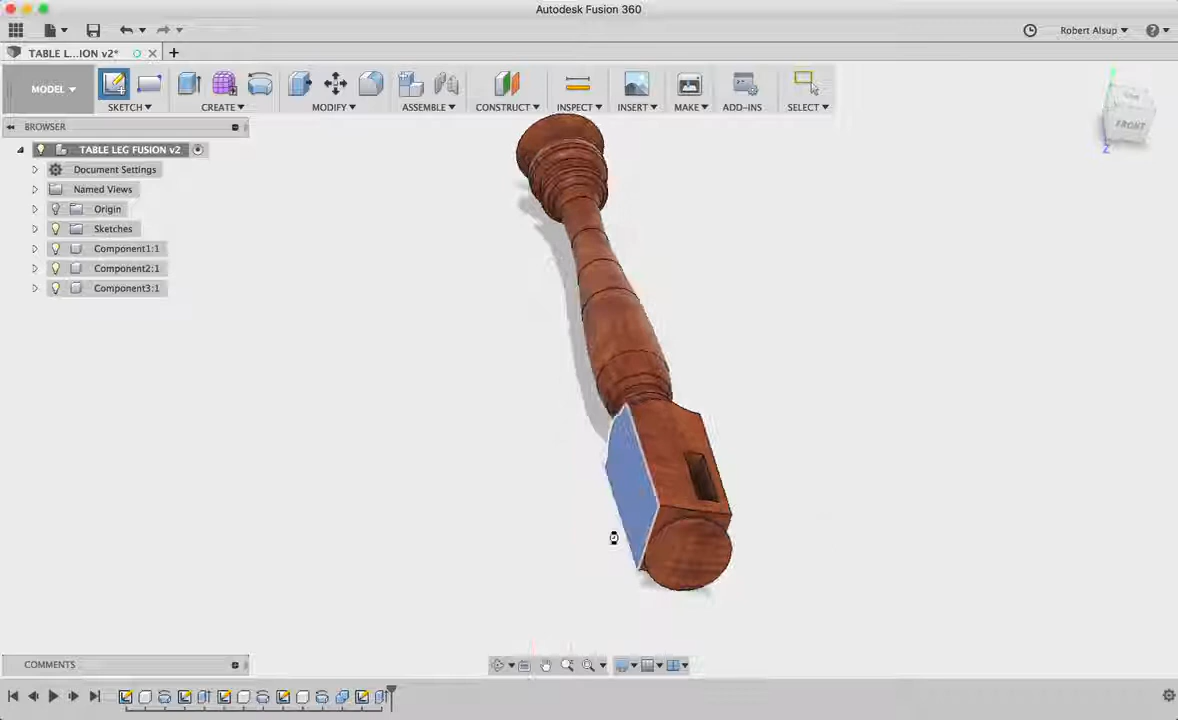 Autodesk Fusion 360
Robert Alsup
TABLE L...ION v2*
MODEL
SKETCH CREATE MODIFY ASSEMBLE CONSTRUCT INSPECT INSERT MAKE ADD-INS SELECT
BROWSER
TABLE LEG FUSION v2
Document Settings
Named Views
Origin
Sketches
Component1:1
Component2:1
Component3:1
FRONT
Z
COMMENTS